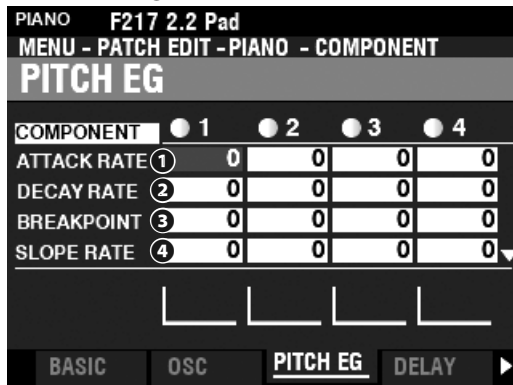 PIANO F217 2.2 Pad
MENU - PATCH EDIT -PIANO - COMPONENT
PITCH EG
COMPONENT 1 2 3 4
ATTACK RATE ① 0 0 0 0
DECAY RATE ② 0 0 0 0
BREAKPOINT ③ 0 0 0 0
SLOPE RATE ④ 0 0 0 0
BASIC OSC PITCH EG DELAY